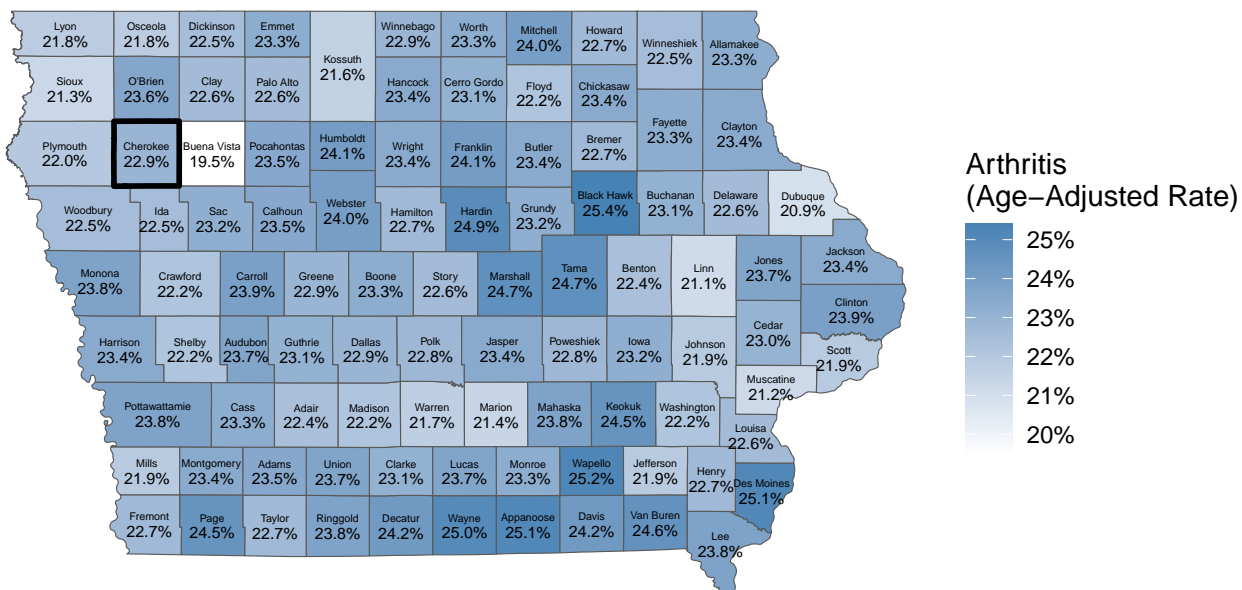 Lyon
21.8%
Osceola
21.8%
Dickinson
22.5%
Emmet
23.3%
Kossuth
21.6%
Winnebago
22.9%
Worth
23.3%
Mitchell
24.0%
Howard
22.7%
Winneshiek
22.5%
Allamakee
23.3%
Sioux
21.3%
O'Brien
23.6%
Clay
22.6%
Palo Alto
22.6%
Hancock
23.4%
Cerro Gordo
23.1%
Floyd
22.2%
Chickasaw
23.4%
Fayette
23.3%
Clayton
23.4%
Plymouth
22.0%
Cherokee
22.9%
Buena Vista
19.5%
Pocahontas
23.5%
Humboldt
24.1%
Wright
23.4%
Franklin
24.1%
Butler
23.4%
Bremer
22.7%
Woodbury
22.5%
Ida
22.5%
Sac
23.2%
Calhoun
23.5%
Webster
24.0%
Hamilton
22.7%
Hardin
24.9%
Grundy
23.2%
Black Hawk
25.4%
Buchanan
23.1%
Delaware
22.6%
Dubuque
20.9%
Monona
23.8%
Crawford
22.2%
Carroll
23.9%
Greene
22.9%
Boone
23.3%
Story
22.6%
Marshall
24.7%
Tama
24.7%
Benton
22.4%
Linn
21.1%
Jones
23.7%
Jackson
23.4%
Clinton
23.9%
Harrison
23.4%
Shelby
22.2%
Audubon
23.7%
Guthrie
23.1%
Dallas
22.9%
Polk
22.8%
Jasper
23.4%
Poweshiek
22.8%
Iowa
23.2%
Johnson
21.9%
Cedar
23.0%
Scott
21.9%
Muscatine
21.2%
Pottawattamie
23.8%
Cass
23.3%
Adair
22.4%
Madison
22.2%
Warren
21.7%
Marion
21.4%
Mahaska
23.8%
Keokuk
24.5%
Washington
22.2%
Louisa
22.6%
Mills
21.9%
Montgomery
23.4%
Adams
23.5%
Union
23.7%
Clarke
23.1%
Lucas
23.7%
Monroe
23.3%
Wapello
25.2%
Jefferson
21.9%
Henry
22.7%
Des Moines
25.1%
Fremont
22.7%
Page
24.5%
Taylor
22.7%
Ringgold
23.8%
Decatur
24.2%
Wayne
25.0%
Appanoose
25.1%
Davis
24.2%
Van Buren
24.6%
Lee
23.8%
Arthritis
(Age−Adjusted Rate)
25%
24%
23%
22%
21%
20%